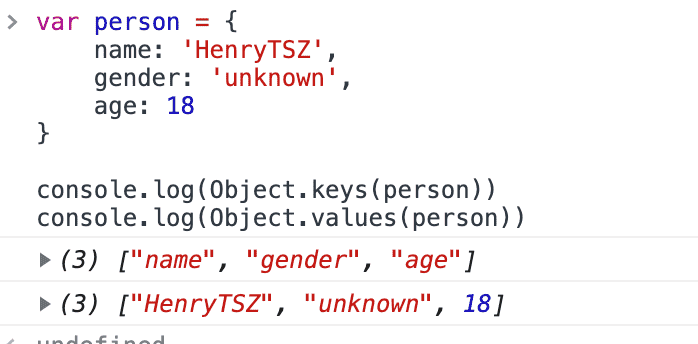 > var person = {
    name: 'HenryTSZ',
    gender: 'unknown',
    age: 18
}

console.log(Object.keys(person))
console.log(Object.values(person))
▶ (3) ["name", "gender", "age"]
▶ (3) ["HenryTSZ", "unknown", 18]
undefined